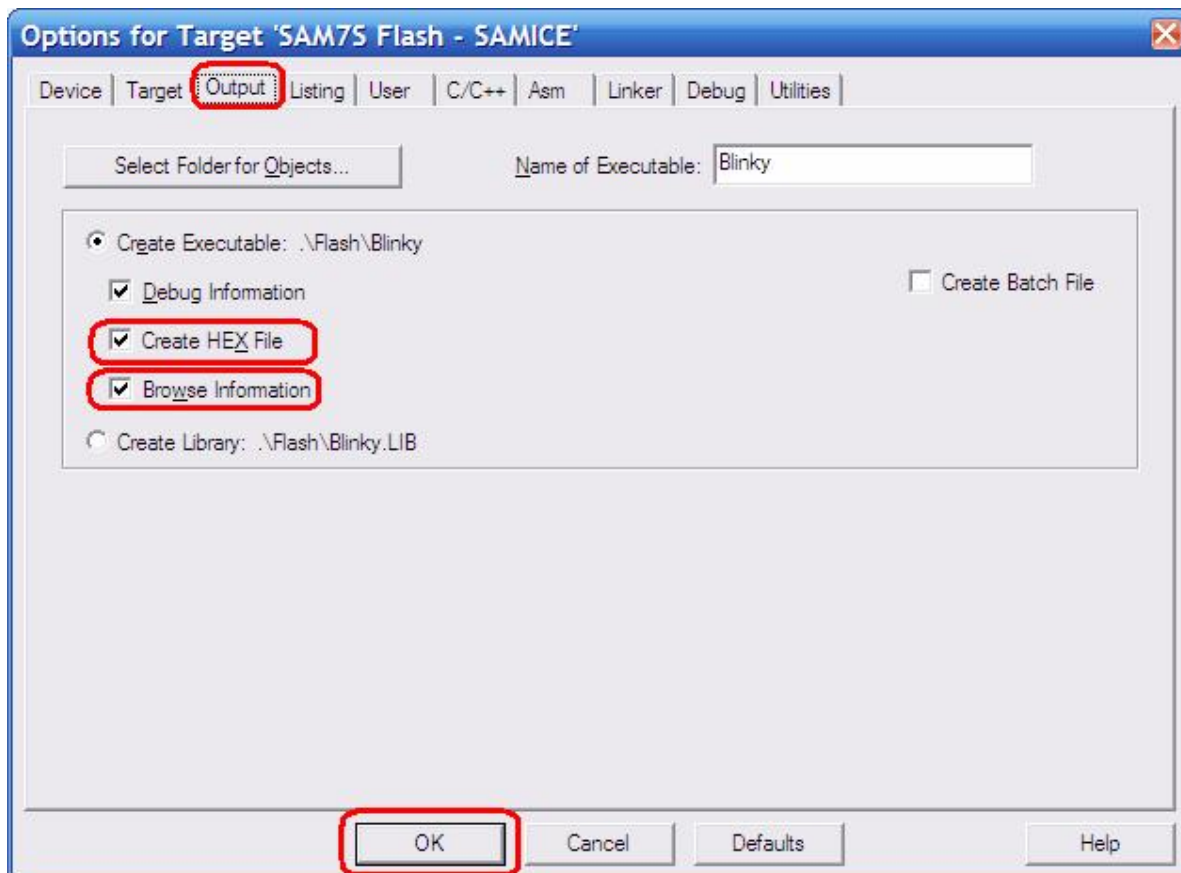 Options for Target 'SAM7S Flash - SAMICE'
Device Target Output Listing User C/C++ Asm Linker Debug Utilities
Select Folder for Objects... Name of Executable: Blinky
Create Executable: .\Flash\Blinky
Debug Information Create Batch File
Create HEX File
Browse Information
Create Library: .\Flash\Blinky.LIB
OK Cancel Defaults Help